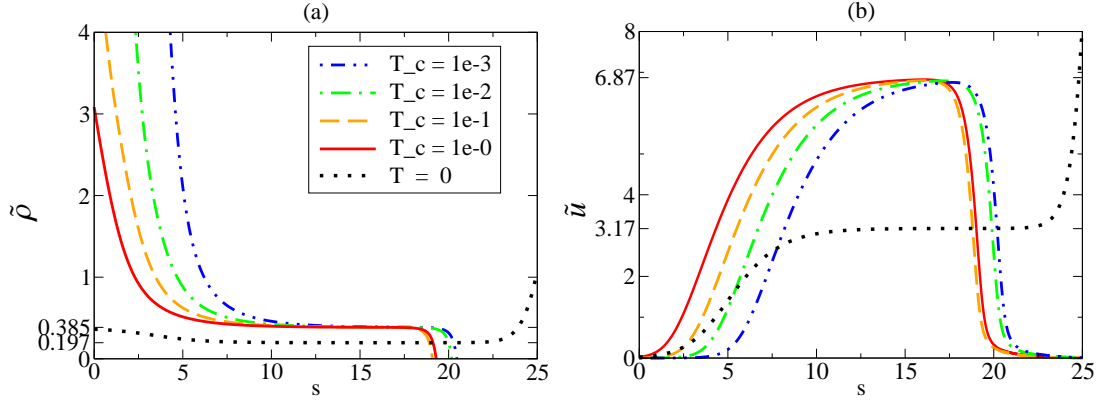 (a)
4
3
2
1
0.385
0.197
0
0
5
10
15
20
25
s
ρ̃
T_c = 1e-3
T_c = 1e-2
T_c = 1e-1
T_c = 1e-0
T = 0
(b)
8
6.87
4
3.17
2
0
0
5
10
15
20
25
s
ũ